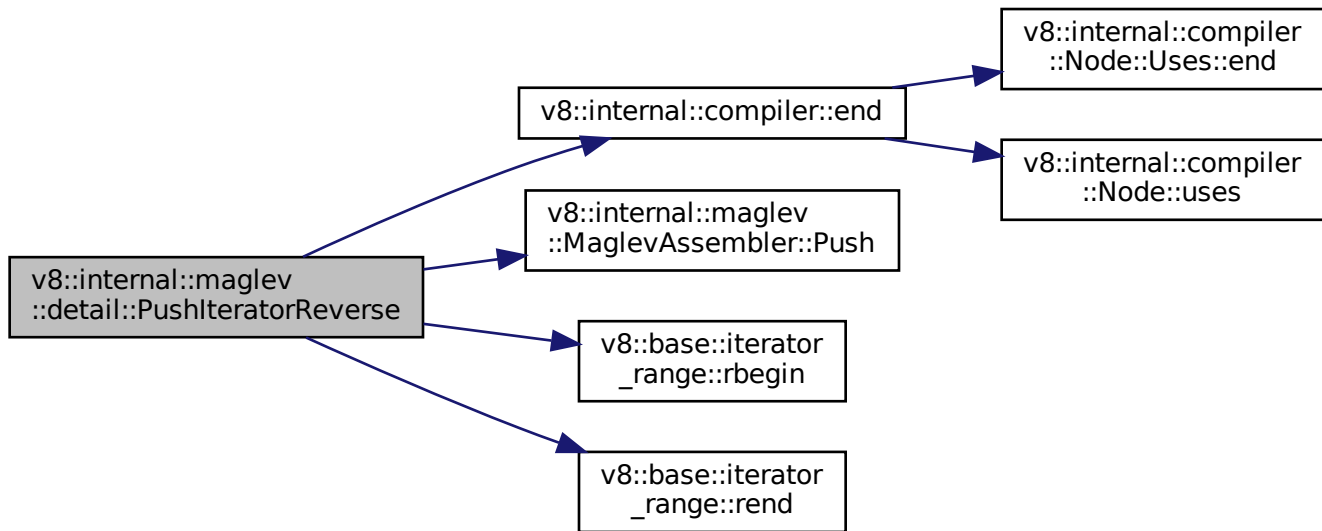 v8::internal::compiler
::Node::Uses::end
v8::internal::compiler::end
v8::internal::compiler
::Node::uses
v8::internal::maglev
::MaglevAssembler::Push
v8::internal::maglev
::detail::PushIteratorReverse
v8::base::iterator
_range::rbegin
v8::base::iterator
_range::rend